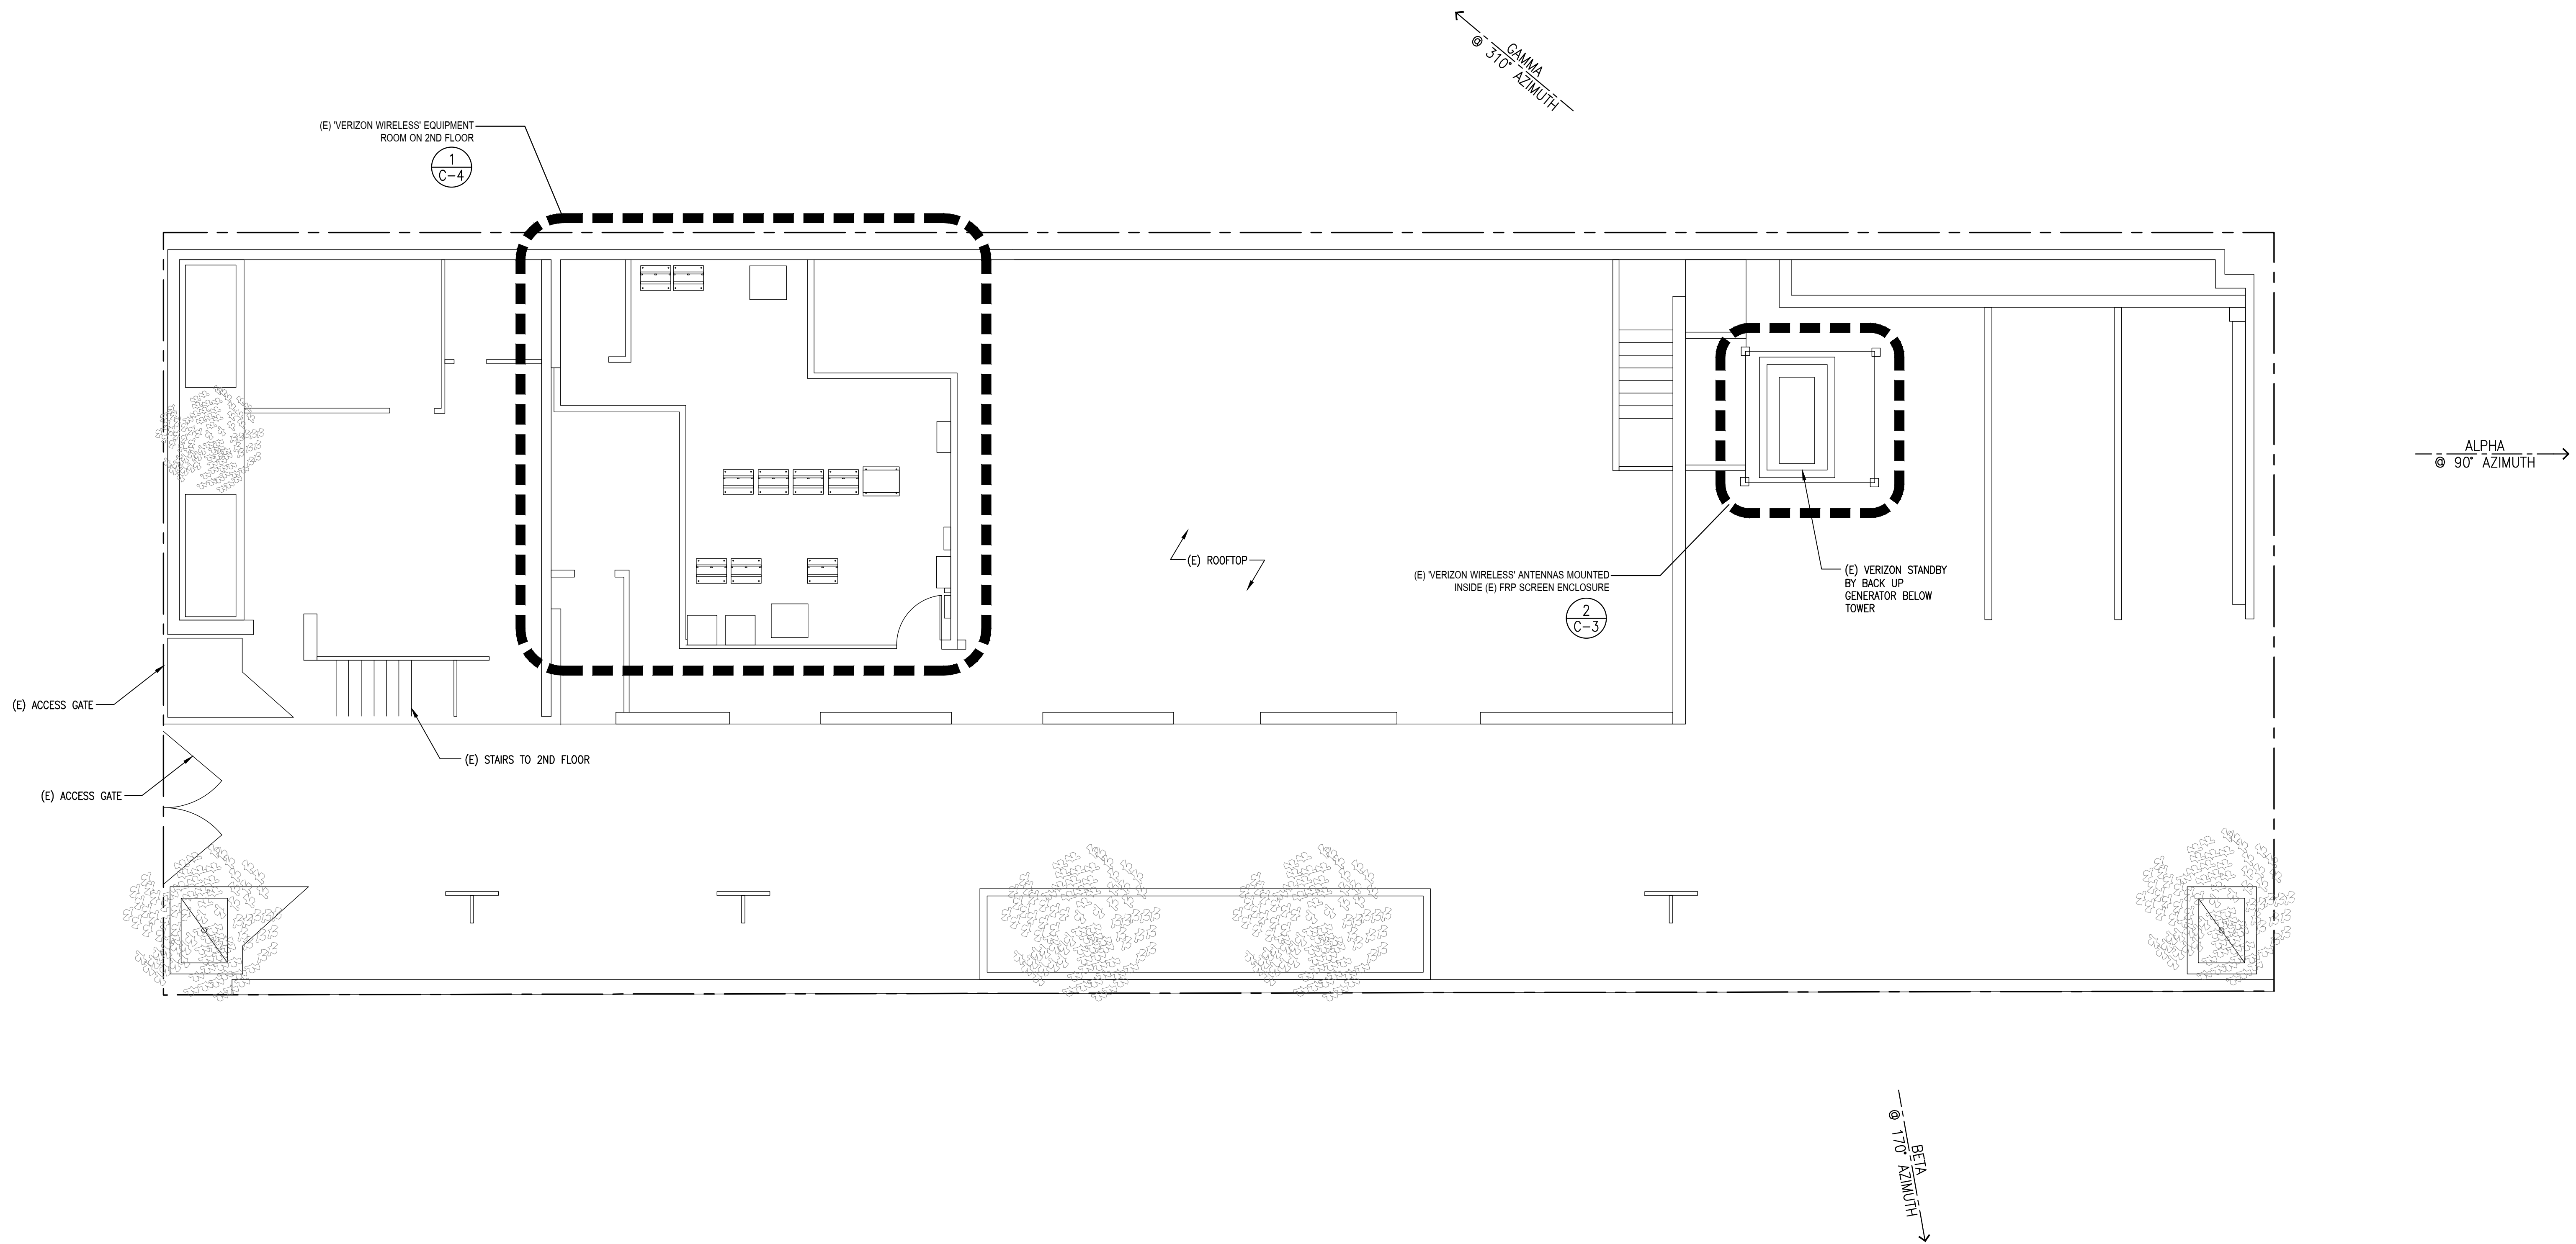 GAMMA
@ 310° AZIMUTH
(E) 'VERIZON WIRELESS' EQUIPMENT
ROOM ON 2ND FLOOR
1
C-4
ALPHA
@ 90° AZIMUTH
(E) ROOFTOP
(E) 'VERIZON WIRELESS' ANTENNAS MOUNTED
INSIDE (E) FRP SCREEN ENCLOSURE
2
C-3
(E) VERIZON STANDBY
BY BACK UP
GENERATOR BELOW
TOWER
(E) ACCESS GATE
(E) STAIRS TO 2ND FLOOR
(E) ACCESS GATE
BETA
@ 170° AZIMUTH